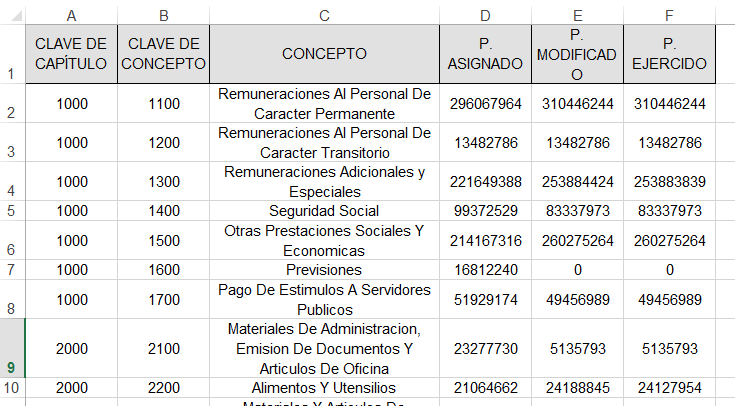 A B C D E F
1 CLAVE DE CAPÍTULO CLAVE DE CONCEPTO CONCEPTO P. ASIGNADO P. MODIFICADO P. EJERCIDO
2 1000 1100 Remuneraciones Al Personal De Caracter Permanente 296067964 310446244 310446244
3 1000 1200 Remuneraciones Al Personal De Caracter Transitorio 13482786 13482786 13482786
4 1000 1300 Remuneraciones Adicionales y Especiales 221649388 253884424 253883839
5 1000 1400 Seguridad Social 99372529 83337973 83337973
6 1000 1500 Otras Prestaciones Sociales Y Economicas 214167316 260275264 260275264
7 1000 1600 Previsiones 16812240 0 0
8 1000 1700 Pago De Estimulos A Servidores Publicos 51929174 49456989 49456989
9 2000 2100 Materiales De Administracion, Emision De Documentos Y Articulos De Oficina 23277730 5135793 5135793
10 2000 2200 Alimentos Y Utensilios 21064662 24188845 24127954
Materiales Y Articulos De